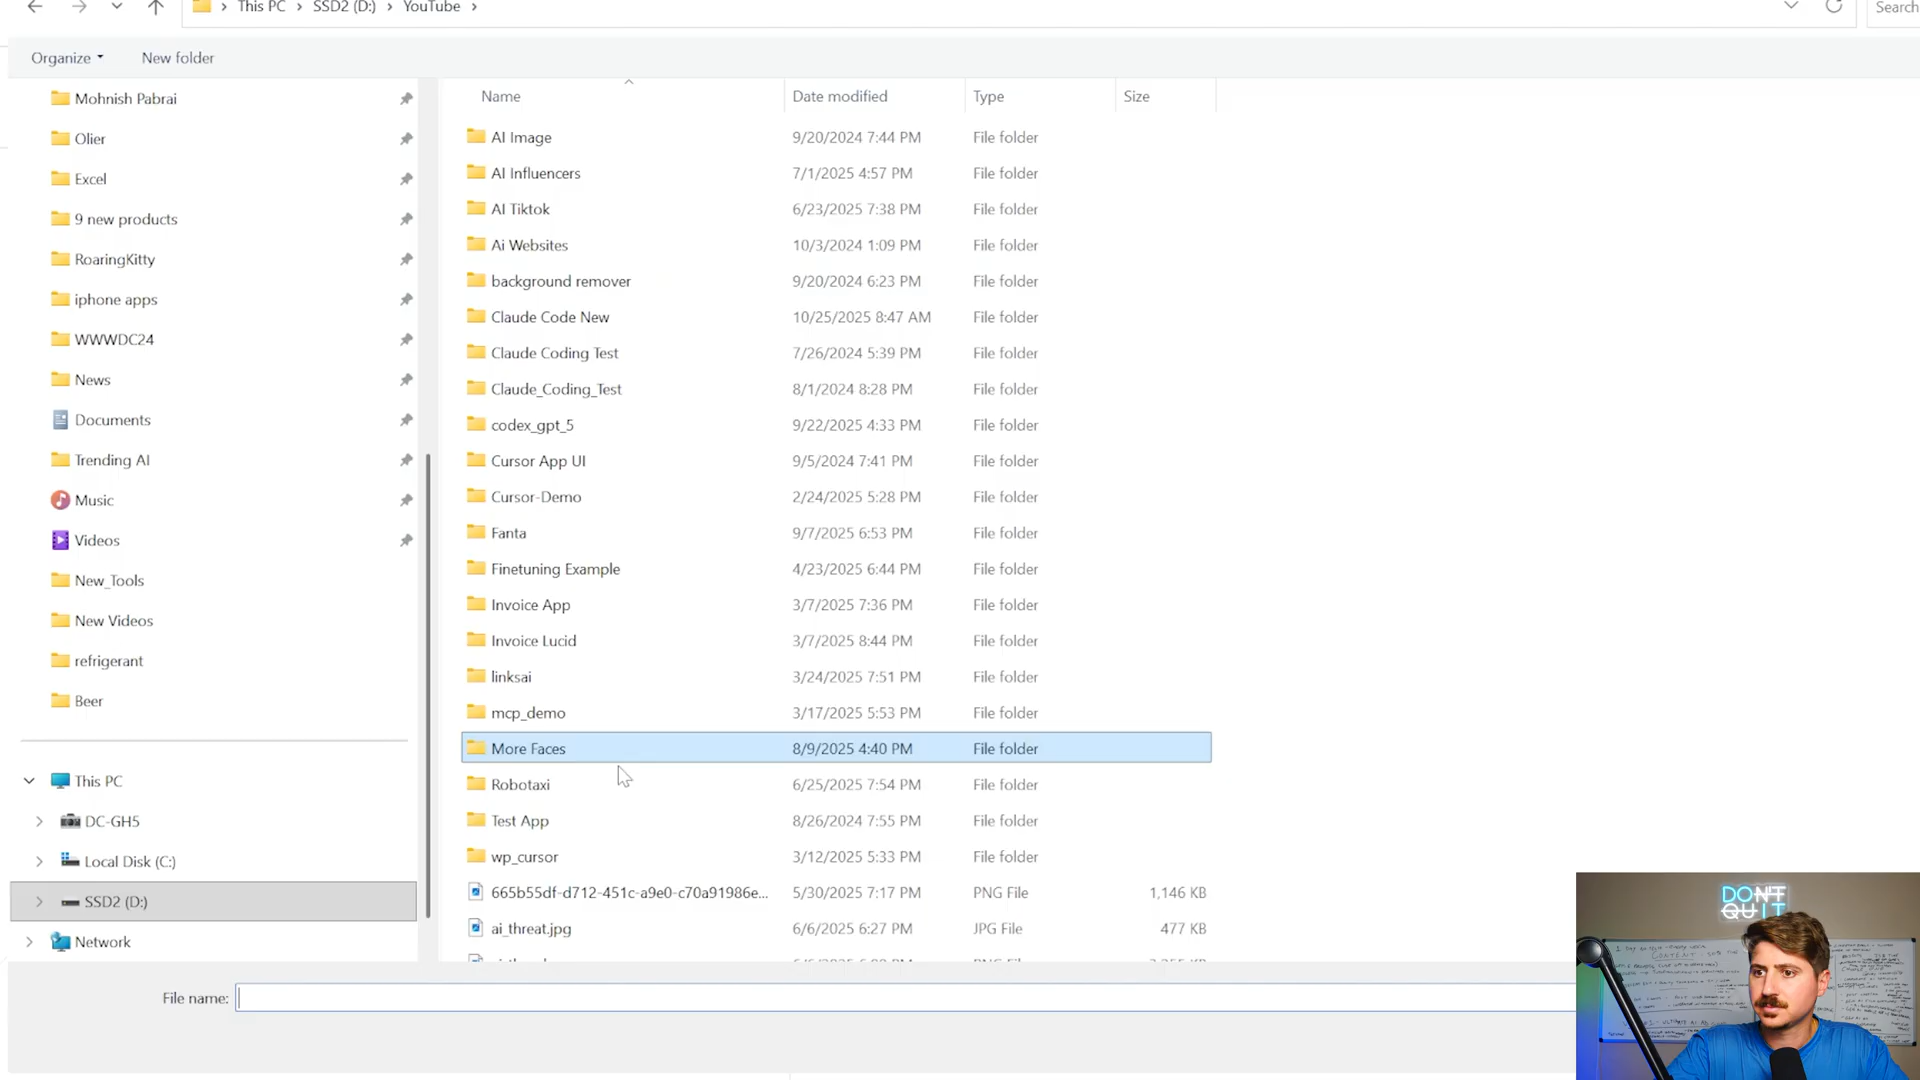 This PC > SSD2 (D:) > YouTube >
Search
Organize
New folder
Mohnish Pabrai
Olier
Excel
9 new products
RoaringKitty
iphone apps
WWWDC24
News
Documents
Trending AI
Music
Videos
New_Tools
New Videos
refrigerant
Beer
This PC
DC-GH5
Local Disk (C:)
SSD2 (D:)
Network
Name Date modified Type Size
AI Image 9/20/2024 7:44 PM File folder
AI Influencers 7/1/2025 4:57 PM File folder
AI Tiktok 6/23/2025 7:38 PM File folder
Ai Websites 10/3/2024 1:09 PM File folder
background remover 9/20/2024 6:23 PM File folder
Claude Code New 10/25/2025 8:47 AM File folder
Claude Coding Test 7/26/2024 5:39 PM File folder
Claude_Coding_Test 8/1/2024 8:28 PM File folder
codex_gpt_5 9/22/2025 4:33 PM File folder
Cursor App UI 9/5/2024 7:41 PM File folder
Cursor-Demo 2/24/2025 5:28 PM File folder
Fanta 9/7/2025 6:53 PM File folder
Finetuning Example 4/23/2025 6:44 PM File folder
Invoice App 3/7/2025 7:36 PM File folder
Invoice Lucid 3/7/2025 8:44 PM File folder
linksai 3/24/2025 7:51 PM File folder
mcp_demo 3/17/2025 5:53 PM File folder
More Faces 8/9/2025 4:40 PM File folder
Robotaxi 6/25/2025 7:54 PM File folder
Test App 8/26/2024 7:55 PM File folder
wp_cursor 3/12/2025 5:33 PM File folder
665b55df-d712-451c-a9e0-c70a91986e... 5/30/2025 7:17 PM PNG File 1,146 KB
ai_threat.jpg 6/6/2025 6:27 PM JPG File 477 KB
File name:
DON'T
QUIT